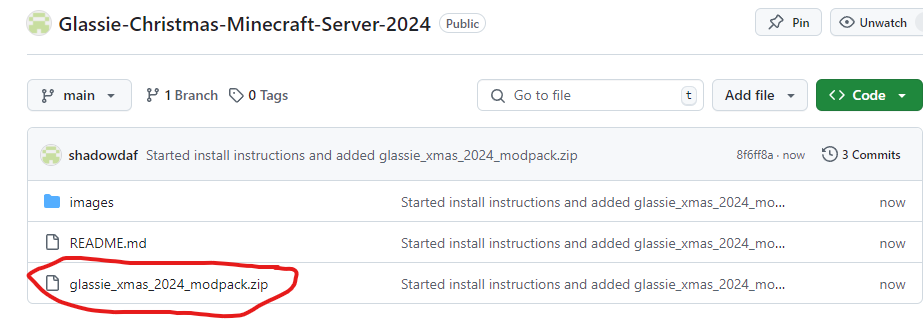 Glassie-Christmas-Minecraft-Server-2024 Public Pin Unwatch
main 1 Branch 0 Tags Go to file t Add file Code
shadowdaf Started install instructions and added glassie_xmas_2024_modpack.zip 8f6ff8a · now 3 Commits
images Started install instructions and added glassie_xmas_2024_mo... now
README.md Started install instructions and added glassie_xmas_2024_mo... now
glassie_xmas_2024_modpack.zip Started install instructions and added glassie_xmas_2024_mo... now